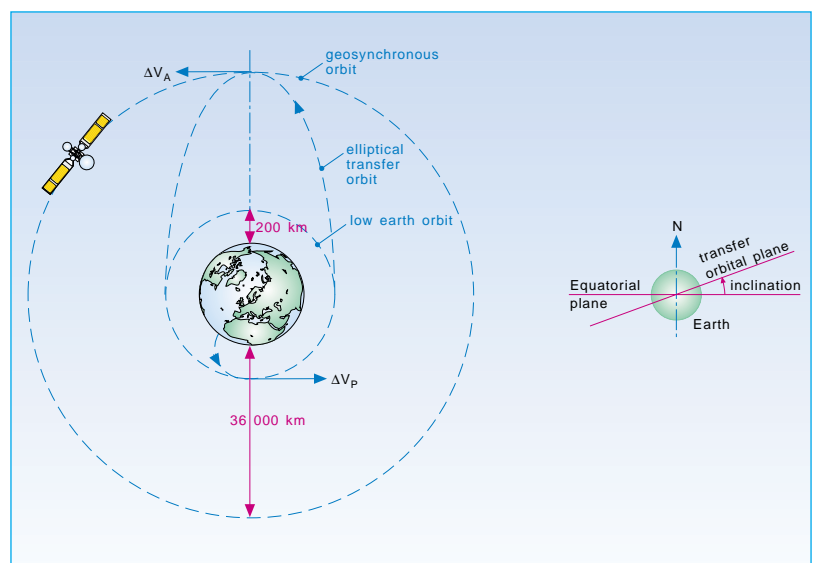 geosynchronous
orbit
ΔVA
elliptical
transfer
orbit
200 km
low earth orbit
ΔVP
36 000 km
N
transfer
orbital plane
Equatorial
plane
inclination
Earth